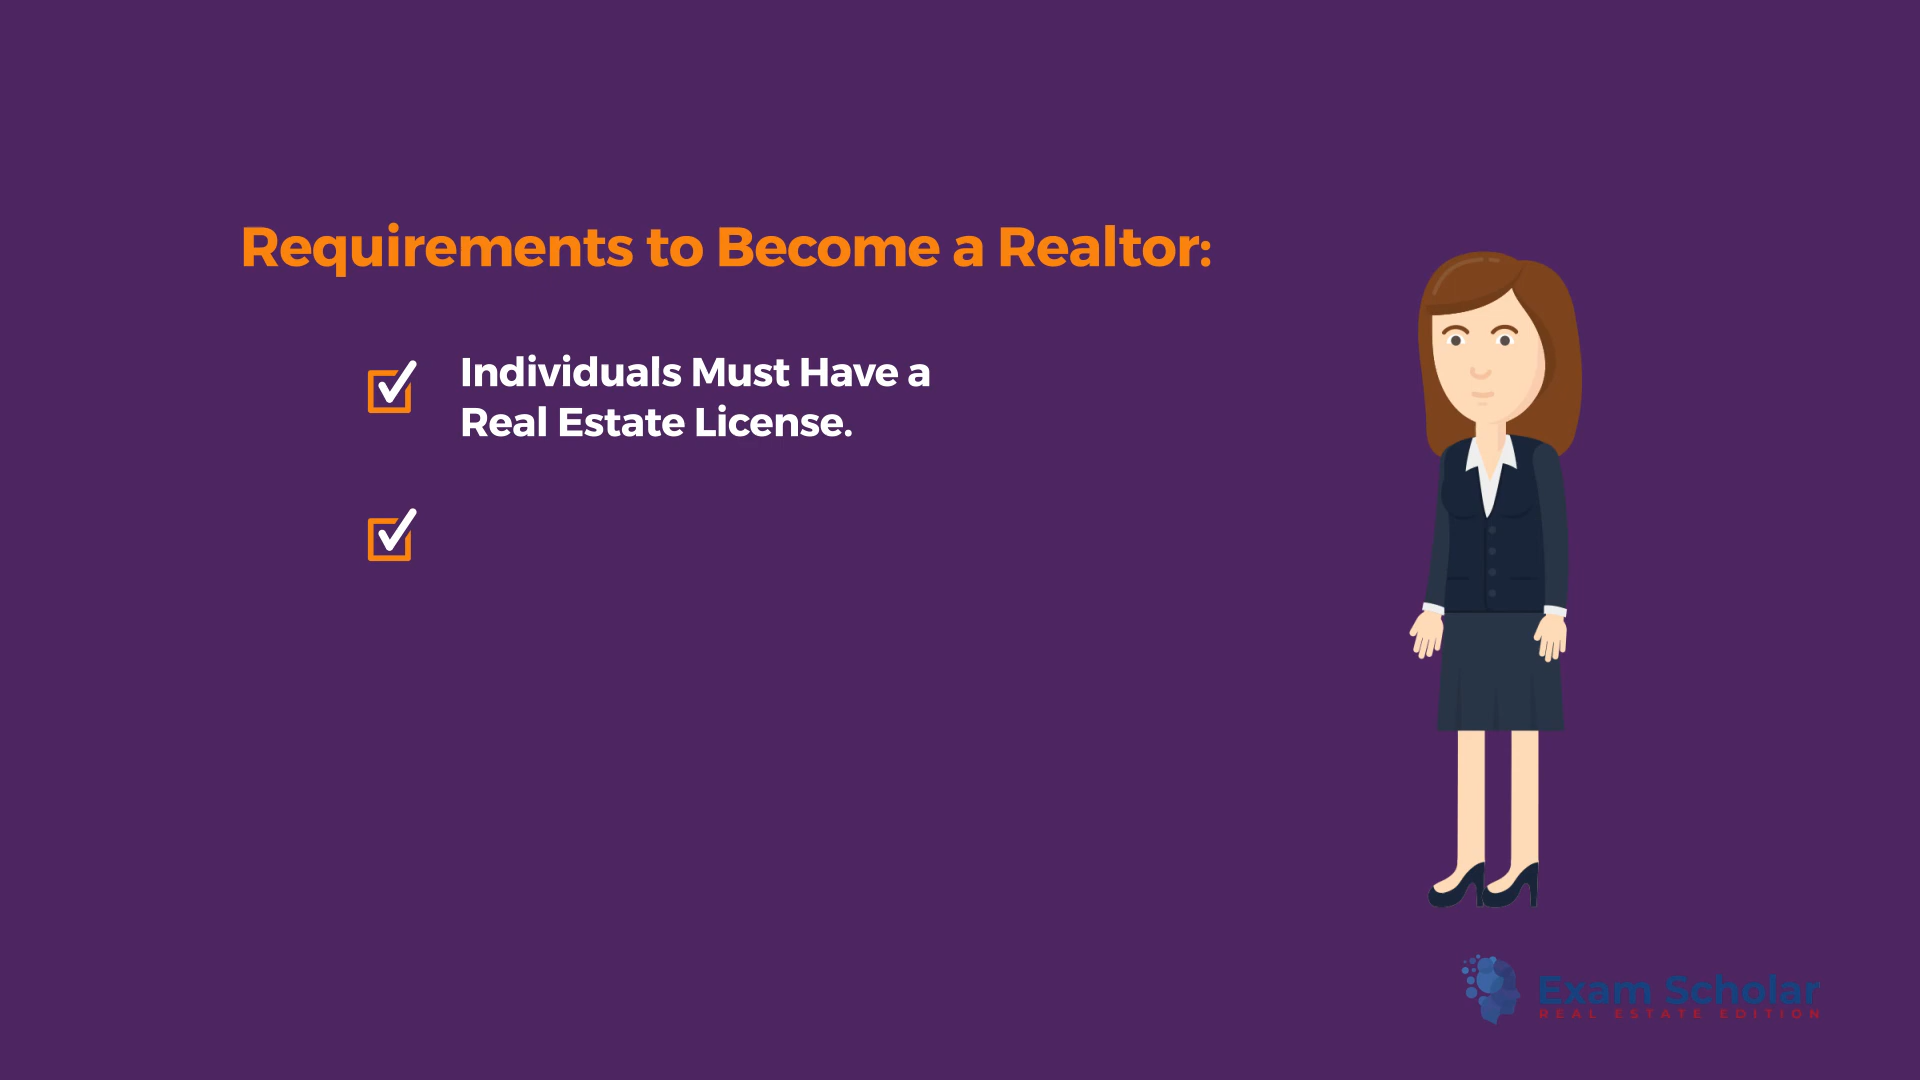 Requirements to Become a Realtor:
Individuals Must Have a
Real Estate License.
Exam Scholar
REAL ESTATE EDITION